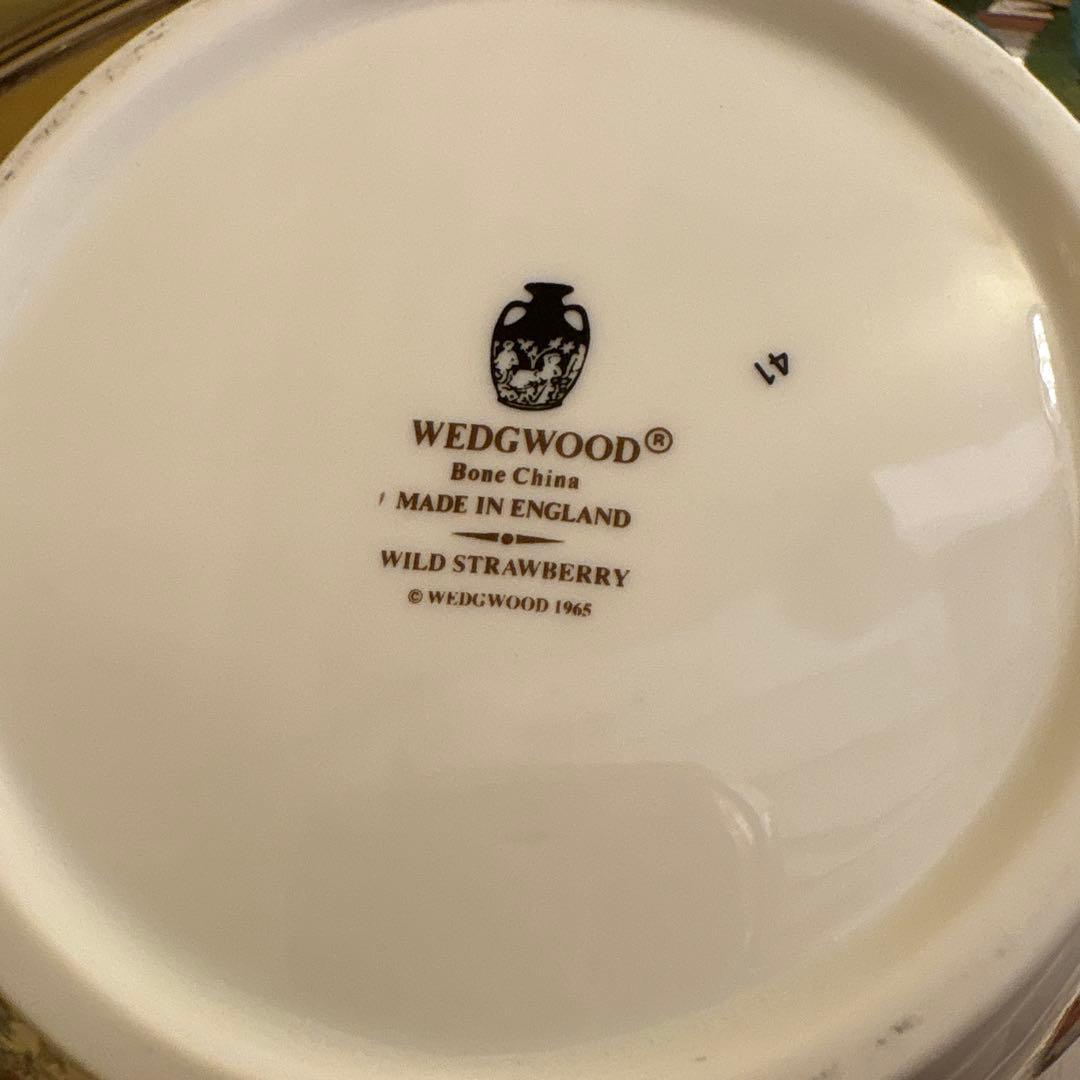 WEDGWOOD®
Bone China
MADE IN ENGLAND
WILD STRAWBERRY
© WEDGWOOD 1965
41